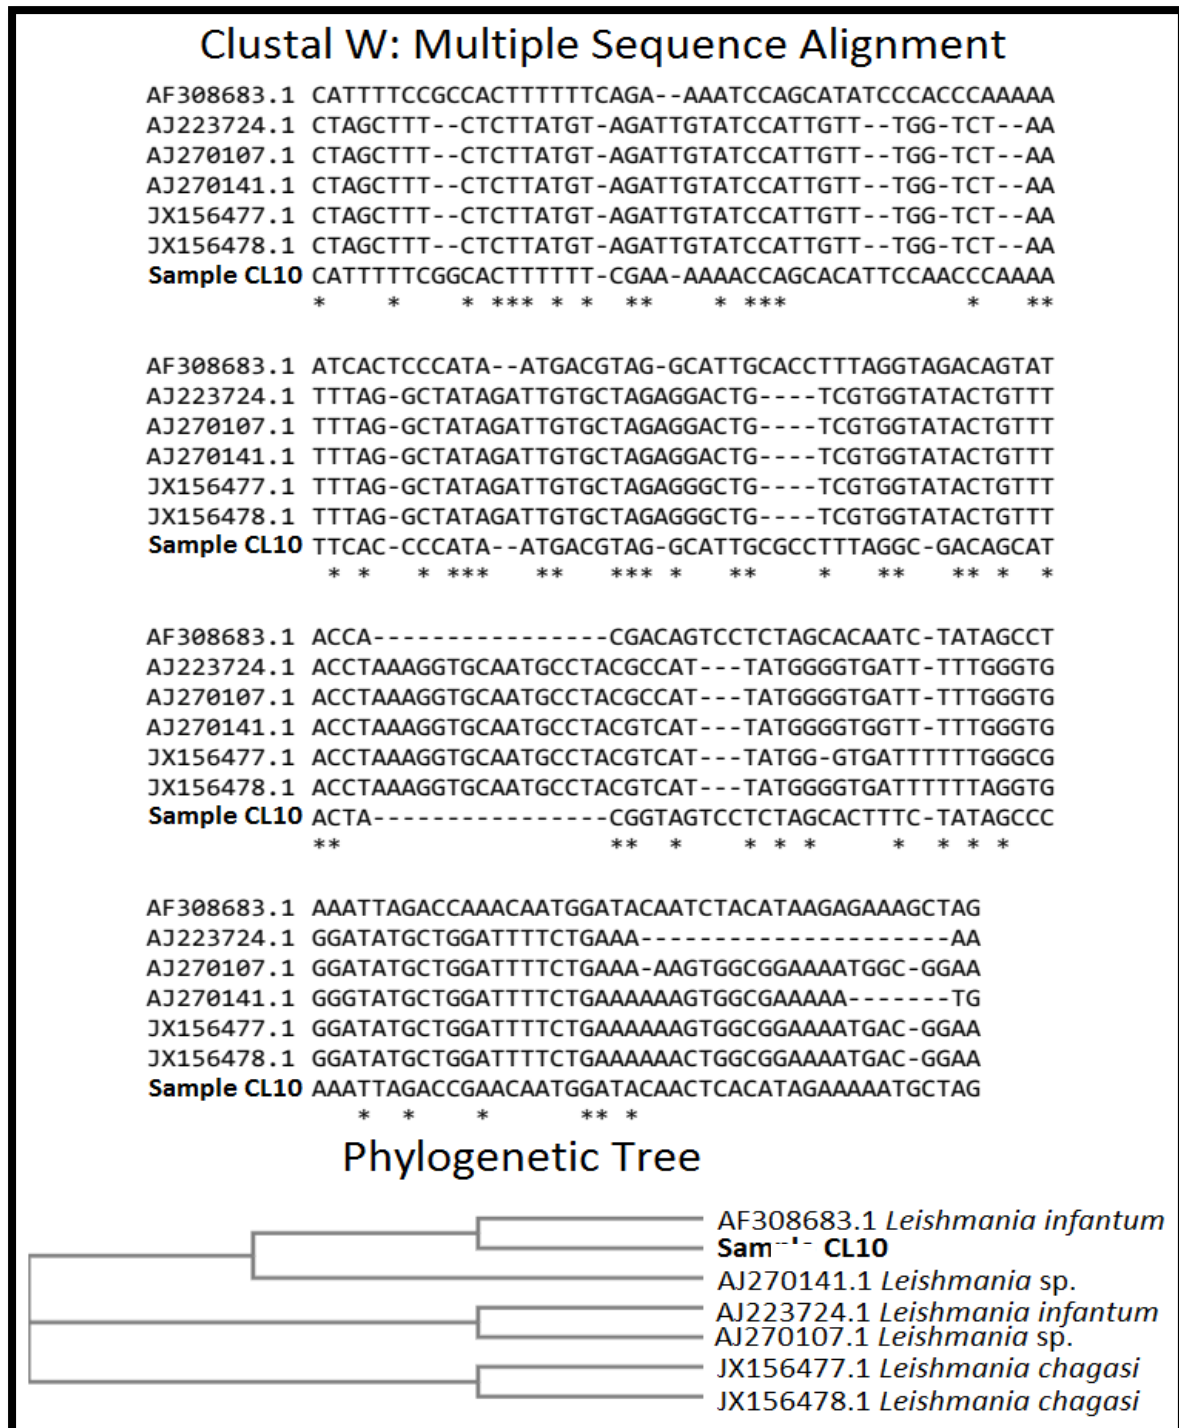 Clustal W: Multiple Sequence Alignment
AF308683.1 CATTTTCCGCCACTTTTTTCAGA--AAATCCAGCATATCCCACCCAAAAA
AJ223724.1 CTAGCTTT--CTCTTATGT-AGATTGTATCCATTGTT--TGG-TCT--AA
AJ270107.1 CTAGCTTT--CTCTTATGT-AGATTGTATCCATTGTT--TGG-TCT--AA
AJ270141.1 CTAGCTTT--CTCTTATGT-AGATTGTATCCATTGTT--TGG-TCT--AA
JX156477.1 CTAGCTTT--CTCTTATGT-AGATTGTATCCATTGTT--TGG-TCT--AA
JX156478.1 CTAGCTTT--CTCTTATGT-AGATTGTATCCATTGTT--TGG-TCT--AA
Sample CL10 CATTTTTCGGCACTTTTTT-CGAA-AAAACCAGCACATTCCAACCCAAAA
* * * *** * * ** * *** * **
AF308683.1 ATCACTCCCATA--ATGACGTAG-GCATTGCACCTTTAGGTAGACAGTAT
AJ223724.1 TTTAG-GCTATAGATTGTGCTAGAGGACTG----TCGTGGTATACTGTTT
AJ270107.1 TTTAG-GCTATAGATTGTGCTAGAGGACTG----TCGTGGTATACTGTTT
AJ270141.1 TTTAG-GCTATAGATTGTGCTAGAGGACTG----TCGTGGTATACTGTTT
JX156477.1 TTTAG-GCTATAGATTGTGCTAGAGGGCTG----TCGTGGTATACTGTTT
JX156478.1 TTTAG-GCTATAGATTGTGCTAGAGGGCTG----TCGTGGTATACTGTTT
Sample CL10 TTCAC-CCCATA--ATGACGTAG-GCATTGCGCCTTTAGGC-GACAGCAT
* * * *** ** *** * ** * ** ** * *
AF308683.1 ACCA----------------CGACAGTCCTCTAGCACAATC-TATAGCCT
AJ223724.1 ACCTAAAGGTGCAATGCCTACGCCAT---TATGGGGTGATT-TTTGGGTG
AJ270107.1 ACCTAAAGGTGCAATGCCTACGCCAT---TATGGGGTGATT-TTTGGGTG
AJ270141.1 ACCTAAAGGTGCAATGCCTACGTCAT---TATGGGGTGGTT-TTTGGGTG
JX156477.1 ACCTAAAGGTGCAATGCCTACGTCAT---TATGG-GTGATTTTTTGGGCG
JX156478.1 ACCTAAAGGTGCAATGCCTACGTCAT---TATGGGGTGATTTTTTAGGTG
Sample CL10 ACTA----------------CGGTAGTCCTCTAGCACTTTC-TATAGCCC
** ** * * * * * * * *
AF308683.1 AAATTAGACCAAACAATGGATACAATCTACATAAGAGAAAGCTAG
AJ223724.1 GGATATGCTGGATTTTCTGAAA---------------------AA
AJ270107.1 GGATATGCTGGATTTTCTGAAA-AAGTGGCGGAAAATGGC-GGAA
AJ270141.1 GGGTATGCTGGATTTTCTGAAAAAAGTGGCGAAAAA-------TG
JX156477.1 GGATATGCTGGATTTTCTGAAAAAAGTGGCGGAAAATGAC-GGAA
JX156478.1 GGATATGCTGGATTTTCTGAAAAAACTGGCGGAAAATGAC-GGAA
Sample CL10 AAATTAGACCGAACAATGGATACAACTCACATAGAAAAATGCTAG
* * * ** *
Phylogenetic Tree
AF308683.1 Leishmania infantum
CL10
AJ270141.1 Leishmania sp.
AJ223724.1 Leishmania infantum
AJ270107.1 Leishmania sp.
JX156477.1 Leishmania chagasi
JX156478.1 Leishmania chagasi